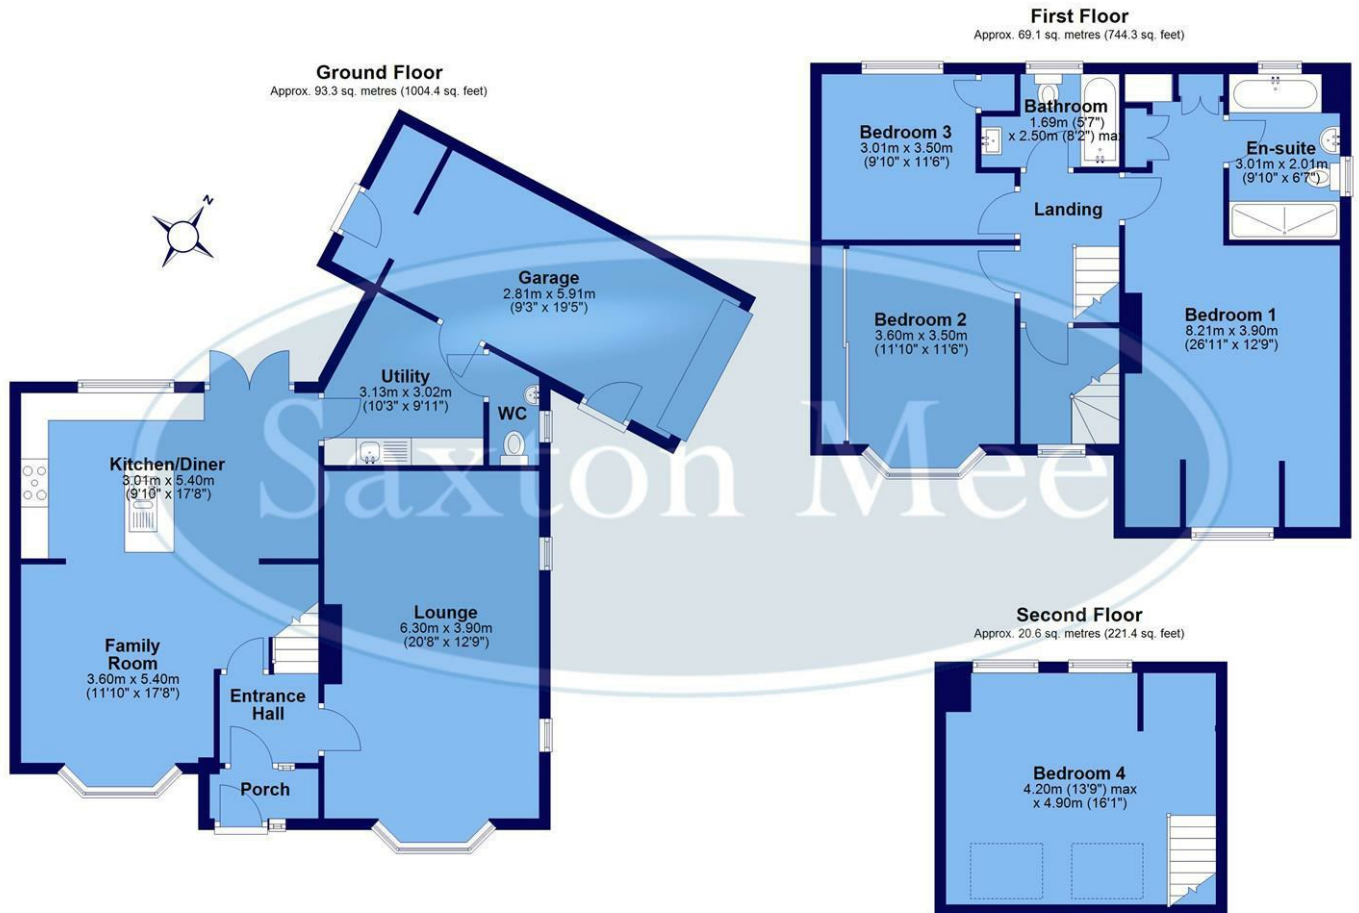 First Floor
Approx. 69.1 sq. metres (744.3 sq. feet)
Ground Floor
Approx. 93.3 sq. metres (1004.4 sq. feet)
N
Bedroom 3
3.01m x 3.50m
(9'10" x 11'6")
Bathroom
1.69m (5'7")
x 2.50m (8'2") max
En-suite
3.01m x 2.01m
(9'10" x 6'7")
Landing
Garage
2.81m x 5.91m
(9'3" x 19'5")
Bedroom 2
3.60m x 3.50m
(11'10" x 11'6")
Bedroom 1
8.21m x 3.90m
(26'11" x 12'9")
Utility
3.13m x 3.02m
(10'3" x 9'11")
WC
Kitchen/Diner
3.01m x 5.40m
(9'10" x 17'8")
Saxton Mee
Lounge
6.30m x 3.90m
(20'8" x 12'9")
Family
Room
3.60m x 5.40m
(11'10" x 17'8")
Entrance
Hall
Porch
Second Floor
Approx. 20.6 sq. metres (221.4 sq. feet)
Bedroom 4
4.20m (13'9") max
x 4.90m (16'1")